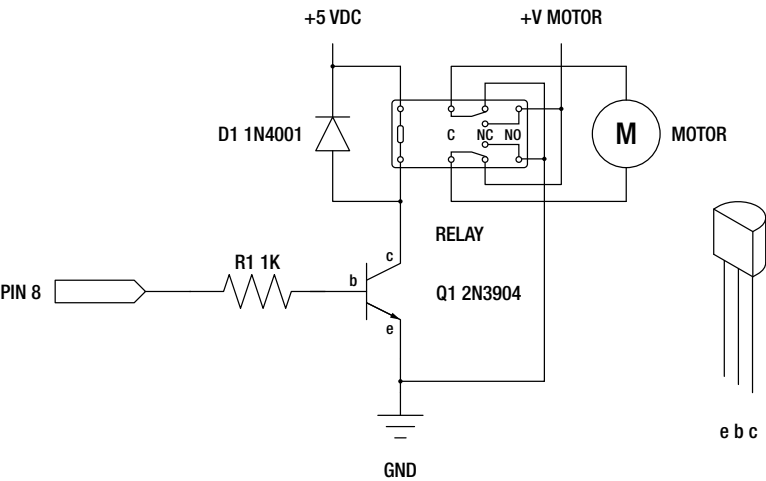 +5 VDC
+V MOTOR
D1 1N4001
C NC NO
M
MOTOR
RELAY
R1 1K
c
b
PIN 8
Q1 2N3904
e
e b c
GND